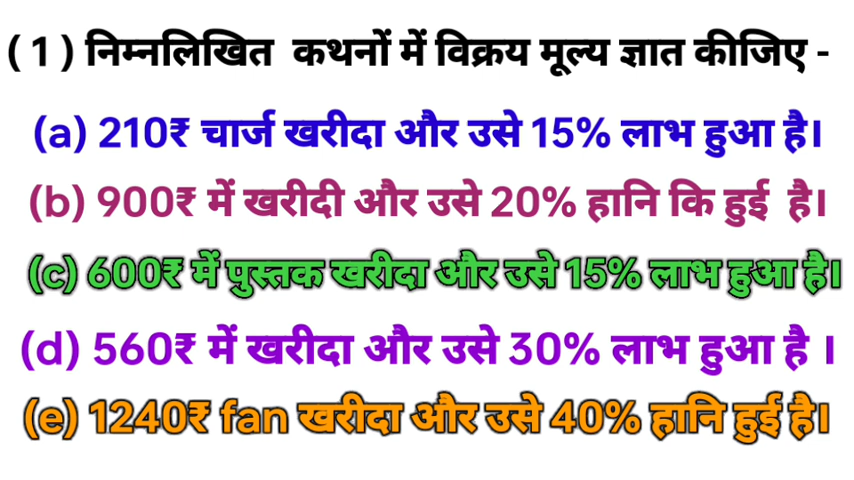 ( 1 ) निम्नलिखित कथनों में विक्रय मूल्य ज्ञात कीजिए -
(a) 210₹ चार्ज खरीदा और उसे 15% लाभ हुआ है।
(b) 900₹ में खरीदी और उसे 20% हानि कि हुई है।
(c) 600₹ में पुस्तक खरीदा और उसे 15% लाभ हुआ है।
(d) 560₹ में खरीदा और उसे 30% लाभ हुआ है ।
(e) 1240₹ fan खरीदा और उसे 40% हानि हुई है।